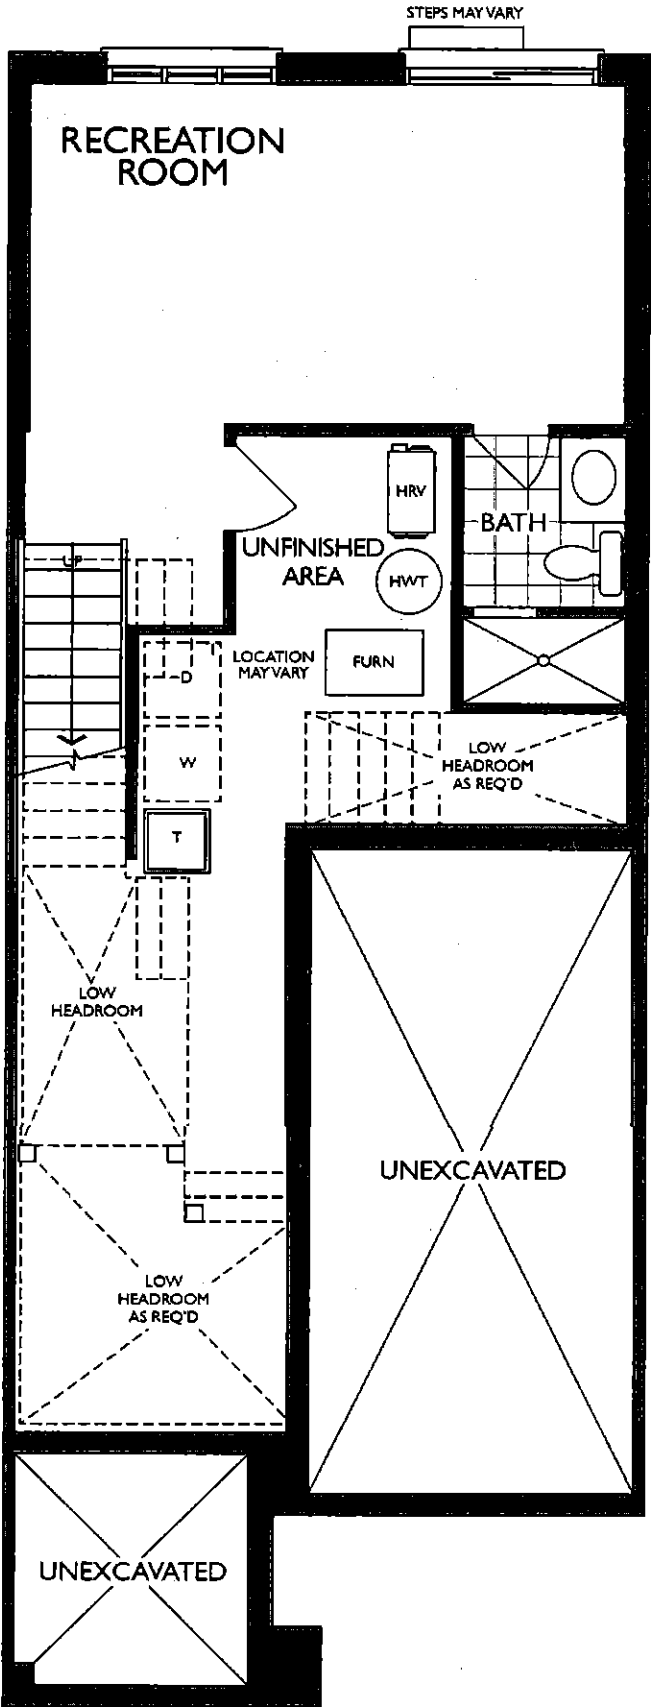 STEPS MAY VARY
RECREATION
ROOM
HRV
BATH
UNFINISHED
AREA
HWT
UP
LOCATION
MAY VARY
FURN
D
W
T
LOW
HEADROOM
AS REQ'D
LOW
HEADROOM
UNEXCAVATED
LOW
HEADROOM
AS REQ'D
UNEXCAVATED